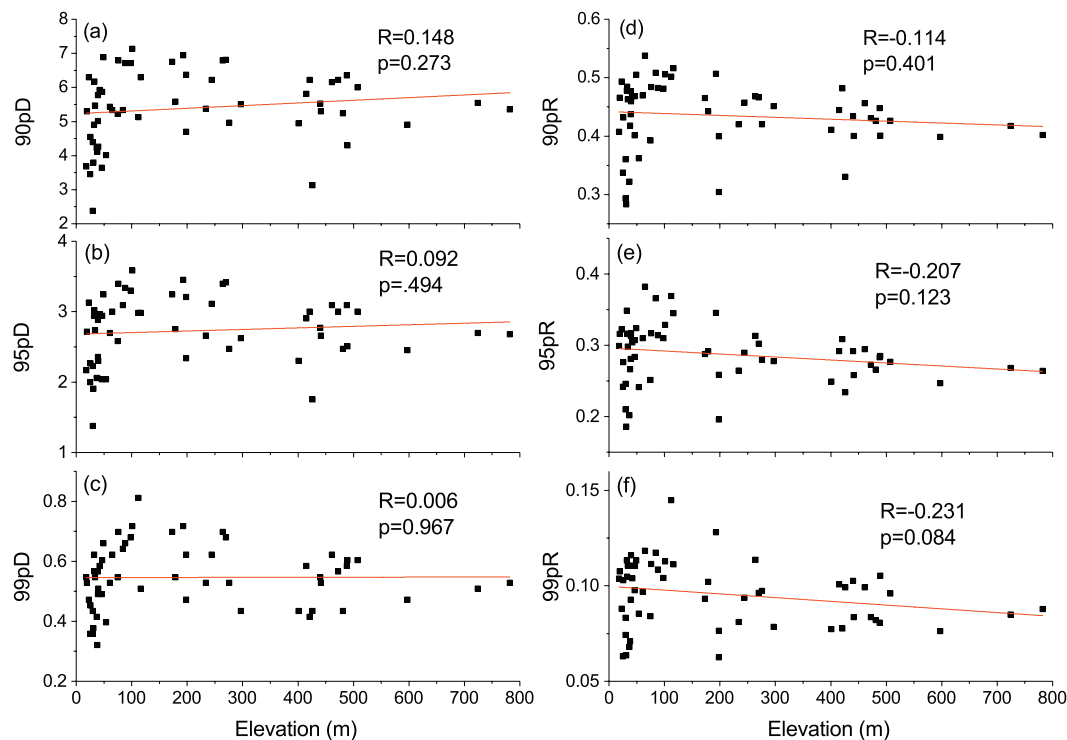 (a)
R=0.148
p=0.273
90pD
8
7
6
5
4
3
2
(b)
R=0.092
p=.494
95pD
4
3
2
1
(c)
R=0.006
p=0.967
99pD
0.8
0.6
0.4
0.2
0 100 200 300 400 500 600 700 800
Elevation (m)
(d)
R=-0.114
p=0.401
90pR
0.6
0.5
0.4
0.3
(e)
R=-0.207
p=0.123
95pR
0.4
0.3
0.2
(f)
R=-0.231
p=0.084
99pR
0.15
0.10
0.05
0 100 200 300 400 500 600 700 800
Elevation (m)